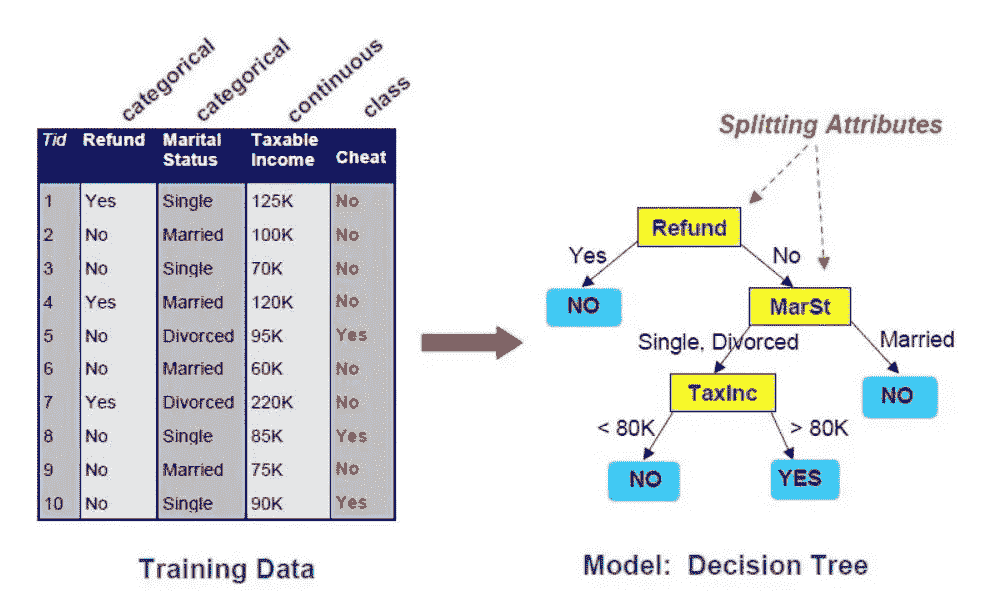 categorical
categorical
continuous
class
Tid Refund Marital Status Taxable Income Cheat
1 Yes Single 125K No
2 No Married 100K No
3 No Single 70K No
4 Yes Married 120K No
5 No Divorced 95K Yes
6 No Married 60K No
7 Yes Divorced 220K No
8 No Single 85K Yes
9 No Married 75K No
10 No Single 90K Yes
Training Data
Splitting Attributes
Refund
Yes No
NO MarSt
Single, Divorced Married
TaxInc NO
< 80K > 80K
NO YES
Model: Decision Tree